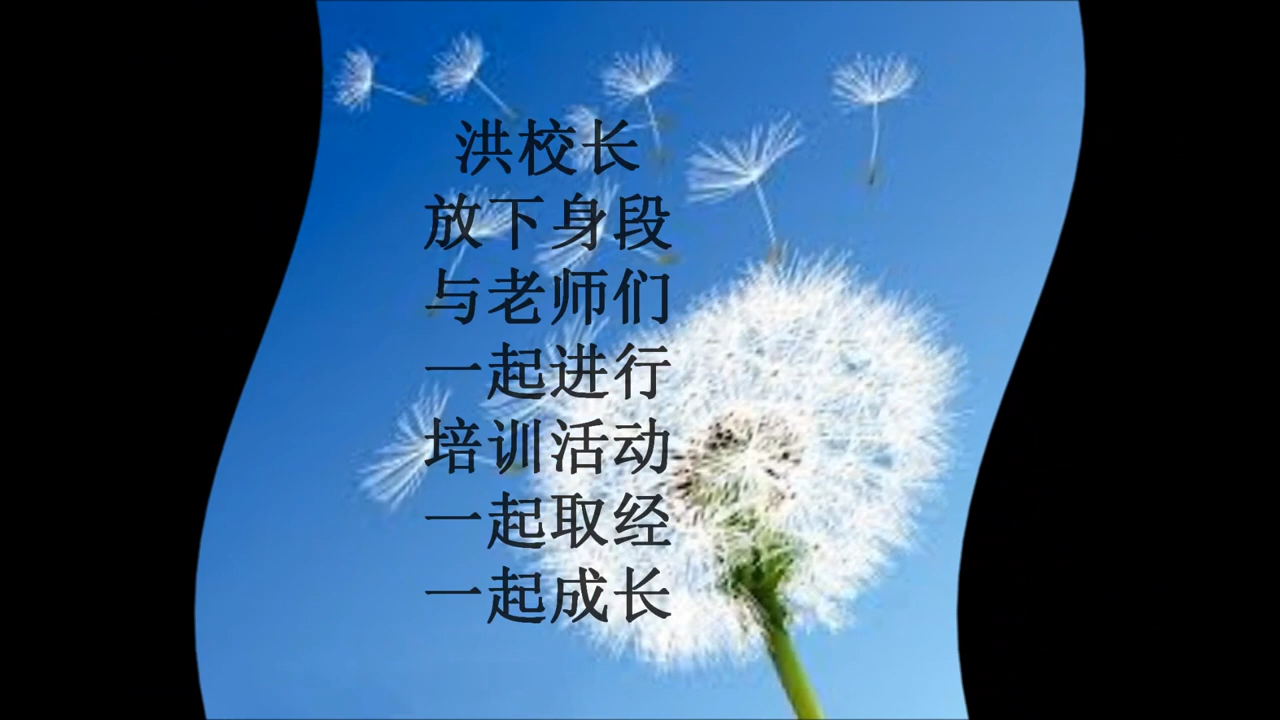 洪校长
放下身段
与老师们
一起进行
培训活动
一起取经
一起成长